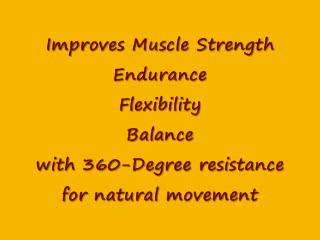 Improves Muscle Strength
Endurance
Flexibility
Balance
with 360-Degree resistance
for natural movement